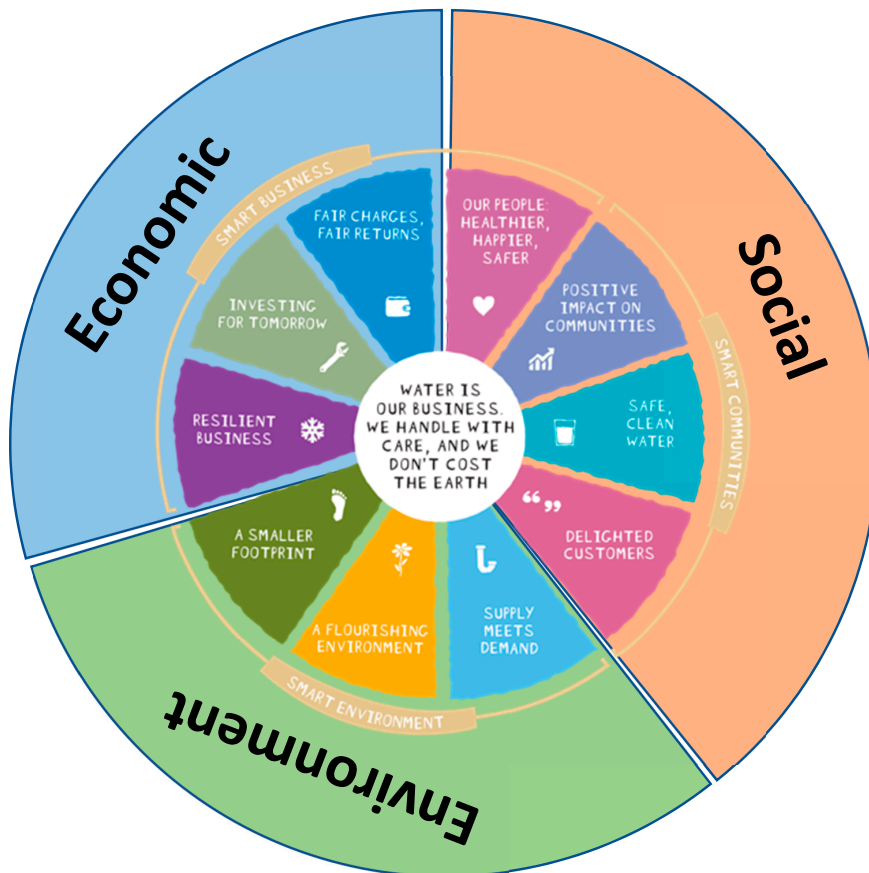 Economic
Social
Environment
SMART BUSINESS
SMART COMMUNITIES
SMART ENVIRONMENT
FAIR CHARGES,
FAIR RETURNS
OUR PEOPLE:
HEALTHIER,
HAPPIER,
SAFER
POSITIVE
IMPACT ON
COMMUNITIES
SAFE,
CLEAN
WATER
DELIGHTED
CUSTOMERS
SUPPLY
MEETS
DEMAND
A FLOURISHING
ENVIRONMENT
A SMALLER
FOOTPRINT
RESILIENT
BUSINESS
INVESTING
FOR TOMORROW
WATER IS
OUR BUSINESS.
WE HANDLE WITH
CARE, AND WE
DON'T COST
THE EARTH